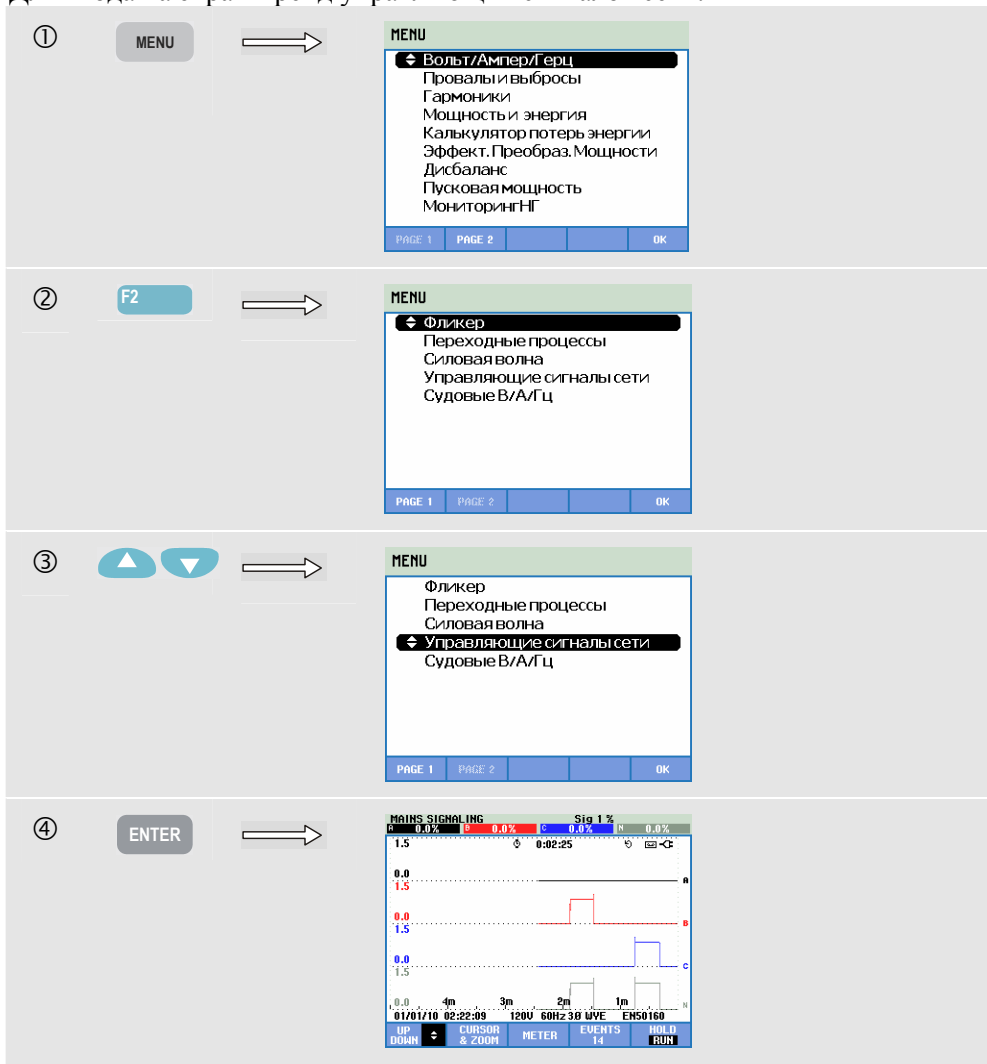 ①
MENU
MENU
Вольт/Ампер/Герц
Провалы и выбросы
Гармоники
Мощность и энергия
Калькулятор потерь энергии
Эффект. Преобраз. Мощности
Дисбаланс
Пусковая мощность
МониторингНГ
PAGE 1 PAGE 2 OK
②
F2
MENU
Фликер
Переходные процессы
Силовая волна
Управляющие сигналы сети
Судовые В/А/Гц
PAGE 1 PAGE 2 OK
③
MENU
Фликер
Переходные процессы
Силовая волна
Управляющие сигналы сети
Судовые В/А/Гц
PAGE 1 PAGE 2 OK
④
ENTER
MAINS SIGNALING Sig 1 %
A 0.0% B 0.0% C 0.0% N 0.0%
1.5 0:02:25
0.0 A
1.5
0.0 B
1.5
0.0 C
1.5
0.0 4m 3m 2m 1m N
01/01/10 02:22:09 120V 60Hz 3Ø WYE EN50160
UP DOWN CURSOR & ZOOM METER EVENTS 14 HOLD RUN